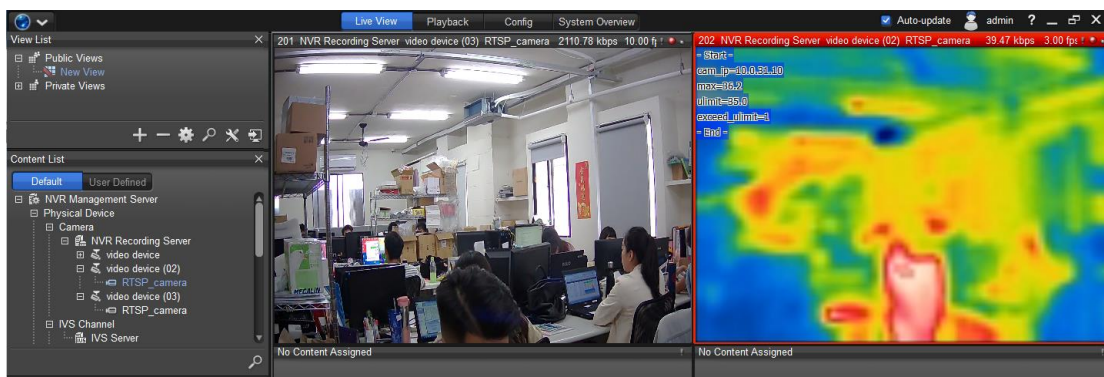 Live View
Playback
Config
System Overview
Auto-update
admin
?
View List
Public Views
New View
Private Views
Content List
Default
User Defined
NVR Management Server
Physical Device
Camera
NVR Recording Server
video device
video device (02)
RTSP_camera
video device (03)
RTSP_camera
IVS Channel
IVS Server
201 NVR Recording Server video device (03) RTSP_camera 2110.78 kbps 10.00
No Content Assigned
202 NVR Recording Server video device (02) RTSP_camera 39.47 kbps 3.00 fps
- Start -
cam_ip=10.0.31.10
max=36.2
ulimit=35.0
exceed_ulimit=1
- End -
No Content Assigned